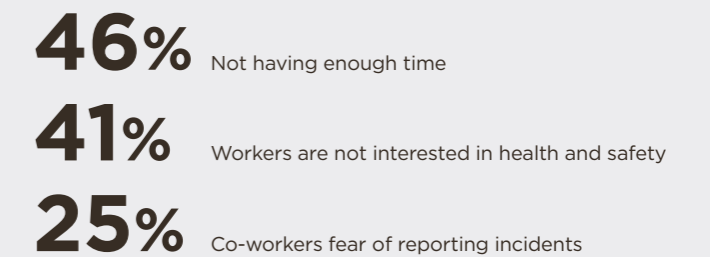 46% Not having enough time
41% Workers are not interested in health and safety
25% Co-workers fear of reporting incidents